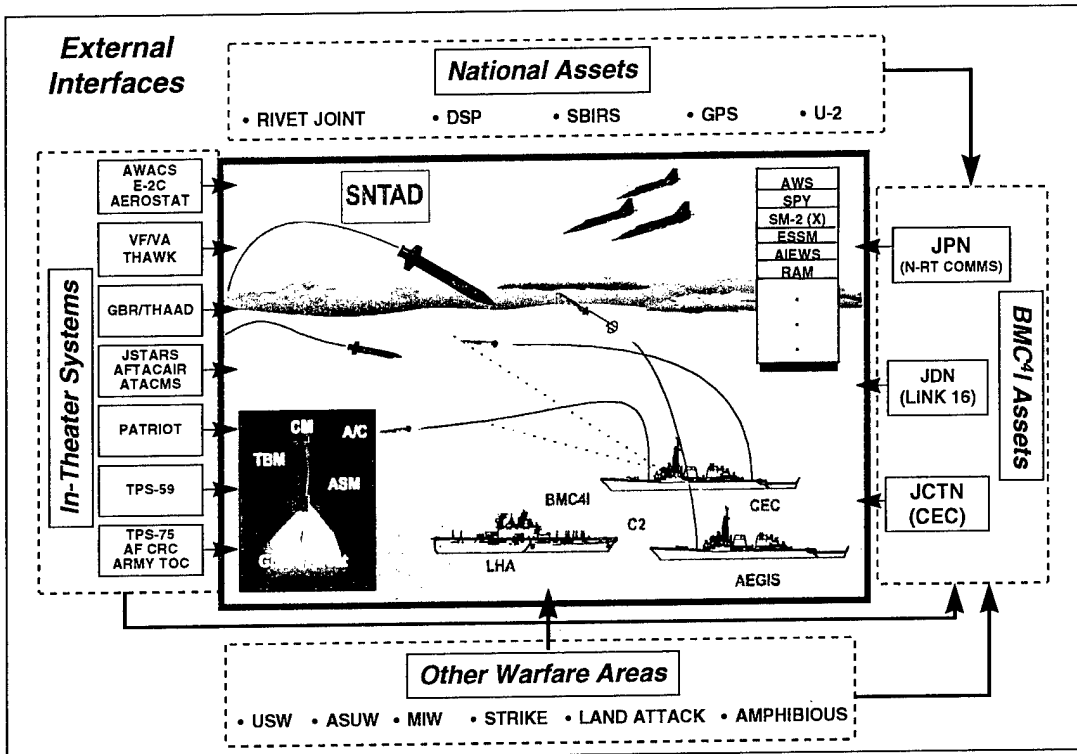 External
Interfaces
National Assets
• RIVET JOINT • DSP • SBIRS • GPS • U-2
In-Theater Systems
AWACS
E-2C
AEROSTAT
VF/VA
THAWK
GBR/THAAD
JSTARS
AFTACAIR
ATACMS
PATRIOT
TPS-59
TPS-75
AF CRC
ARMY TOC
SNTAD
AWS
SPY
SM-2 (X)
ESSM
AIEWS
RAM
CM
A/C
TBM
ASM
BMC4I
C2
CEC
LHA
AEGIS
JPN
(N-RT COMMS)
JDN
(LINK 16)
JCTN
(CEC)
BMC⁴I Assets
Other Warfare Areas
• USW • ASUW • MIW • STRIKE • LAND ATTACK • AMPHIBIOUS